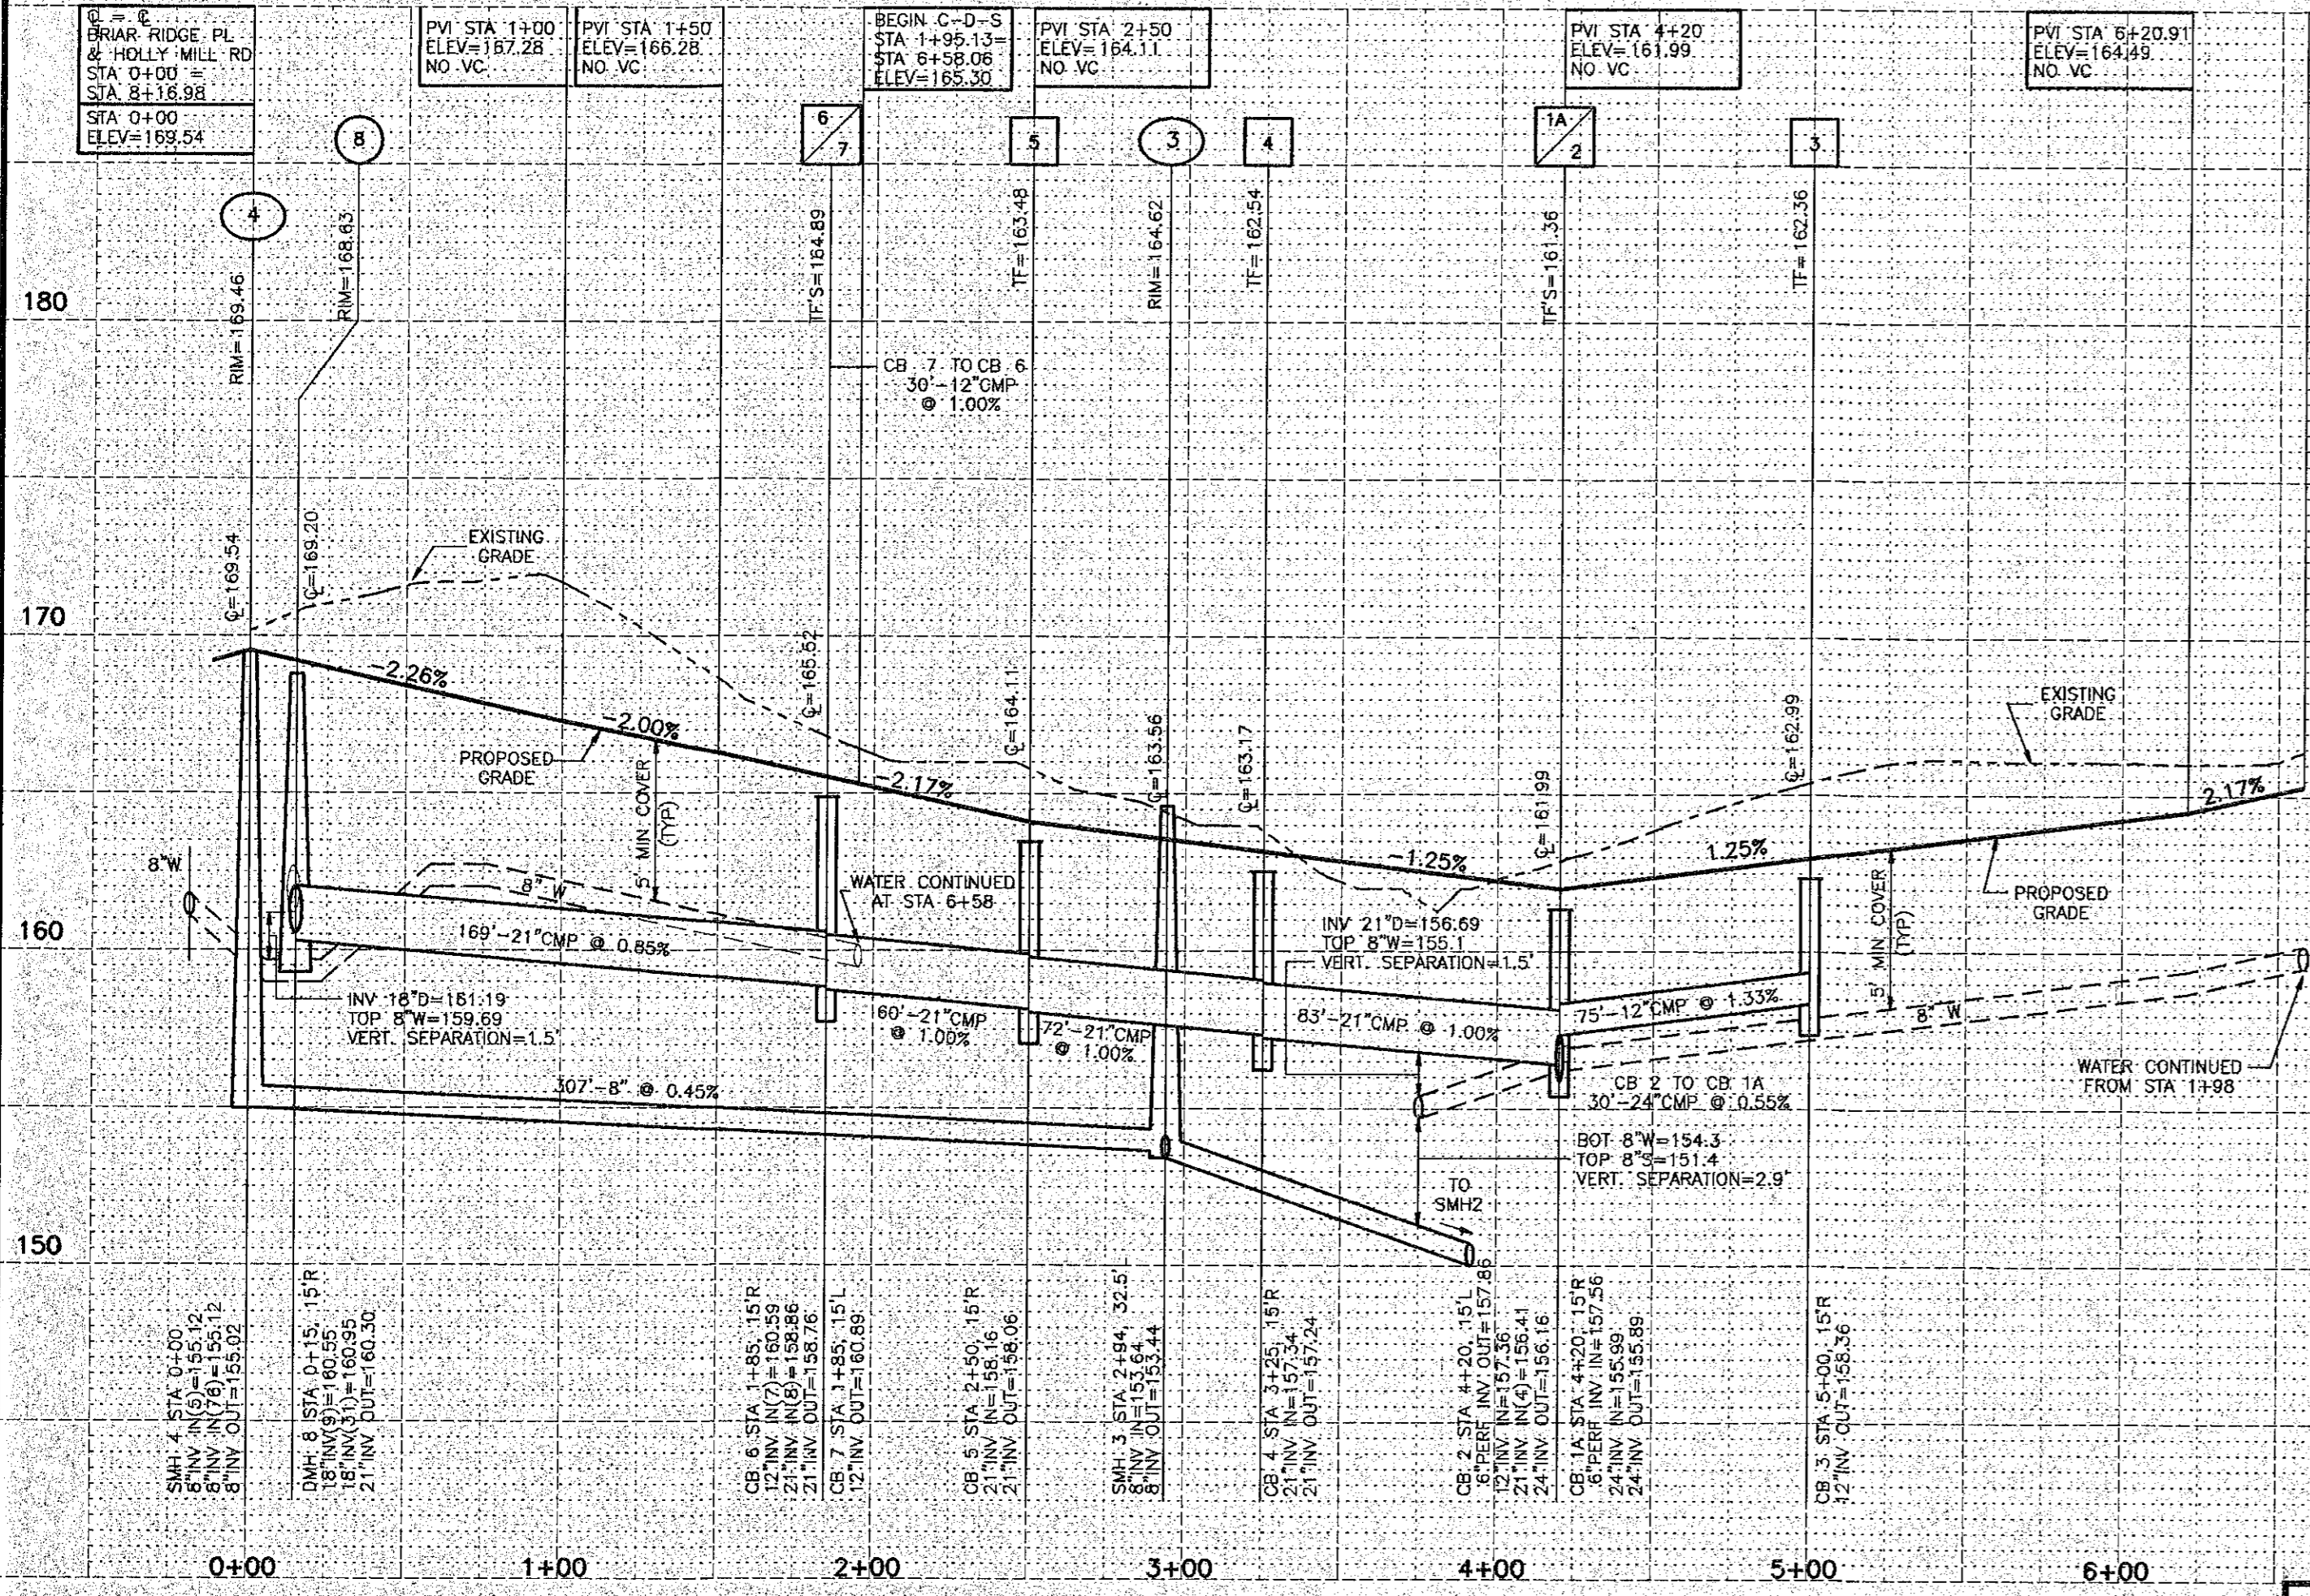 ℄ = ℄
BRIAR RIDGE PL
& HOLLY MILL RD
STA 0+00 =
STA 8+16.98
STA 0+00
ELEV=169.54
PVI STA 1+00
ELEV=167.28
NO VC
PVI STA 1+50
ELEV=166.28
NO VC
BEGIN C-D-S
STA 1+95.13=
STA 6+58.06
ELEV=165.30
PVI STA 2+50
ELEV=164.11
NO VC
PVI STA 4+20
ELEV=161.99
NO VC
PVI STA 6+20.91
ELEV=164.49
NO VC
4
8
6
7
5
3
4
1A
2
3
RIM=169.46
RIM=168.63
TF'S=164.89
TF=163.48
RIM=164.62
TF=162.54
TF'S=161.36
TF=162.36
180
CB 7 TO CB 6
30'-12"CMP
@ 1.00%
℄=169.54
℄=169.20
EXISTING
GRADE
170
℄=165.52
℄=164.11
℄=163.56
℄=163.17
℄=161.99
℄=162.99
EXISTING
GRADE
-2.26%
-2.00%
PROPOSED
GRADE
5' MIN COVER
(TYP)
-2.17%
-1.25%
1.25%
2.17%
PROPOSED
GRADE
8"W
8" W
WATER CONTINUED
AT STA 6+58
160
169'-21"CMP @ 0.85%
INV 21"D=156.69
TOP 8"W=155.1
VERT. SEPARATION=1.5'
5' MIN COVER
(TYP)
INV 18"D=161.19
TOP 8"W=159.69
VERT. SEPARATION=1.5'
60'-21"CMP
@ 1.00%
72'-21"CMP
@ 1.00%
83'-21"CMP @ 1.00%
75'-12"CMP @ 1.33%
8" W
307'-8" @ 0.45%
CB 2 TO CB 1A
30'-24"CMP @ 0.55%
WATER CONTINUED
FROM STA 1+98
BOT 8"W=154.3
TOP 8"S=151.4
VERT. SEPARATION=2.9'
TO
SMH2
150
SMH 4 STA 0+00
8"INV IN(5)=155.12
8"INV IN(76)=155.12
8"INV OUT=155.02
DMH 8 STA 0+15, 15'R
18"INV(9)=160.55
18"INV(31)=160.95
21"INV OUT=160.30
CB 6 STA 1+85, 15'R
12"INV IN(7)=160.59
21"INV IN(8)=158.86
21"INV OUT=158.76
CB 7 STA 1+85, 15'L
12"INV OUT=160.89
CB 5 STA 2+50, 15'R
21"INV IN=158.16
21"INV OUT=158.06
SMH 3 STA 2+94, 32.5'
8"INV IN=153.64
8"INV OUT=153.44
CB 4 STA 3+25, 15'R
21"INV IN=157.34
21"INV OUT=157.24
CB 2 STA 4+20, 15'L
6"PERF INV OUT=157.86
12"INV IN=157.36
21"INV IN(4)=156.41
24"INV OUT=156.16
CB 1A STA 4+20, 15'R
6"PERF INV IN=157.56
24"INV IN=155.99
24"INV OUT=155.89
CB 3 STA 5+00, 15'R
12"INV OUT=158.36
0+00
1+00
2+00
3+00
4+00
5+00
6+00